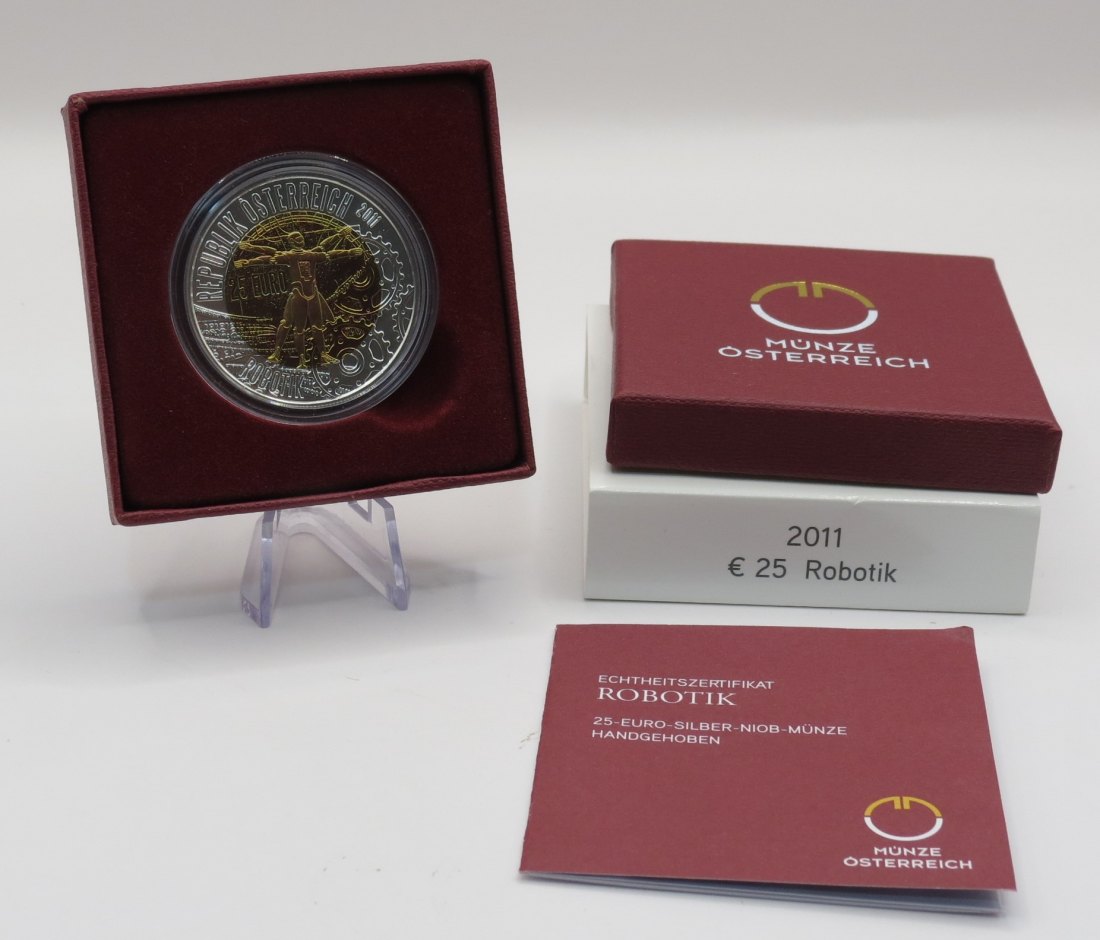 REPUBLIK ÖSTERREICH 2011
25 EURO
ROBOTIK
MÜNZE
ÖSTERREICH
2011
€ 25 Robotik
ECHTHEITSZERTIFIKAT
ROBOTIK
25-EURO-SILBER-NIOB-MÜNZE
HANDGEHOBEN
MÜNZE
ÖSTERREICH